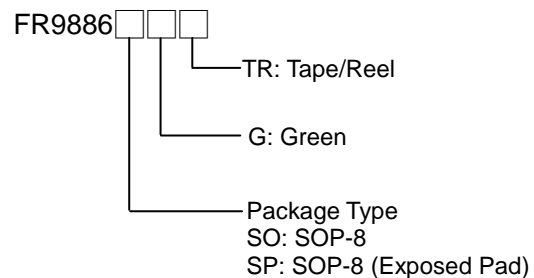 FR9886
TR: Tape/Reel
G: Green
Package Type
SO: SOP-8
SP: SOP-8 (Exposed Pad)